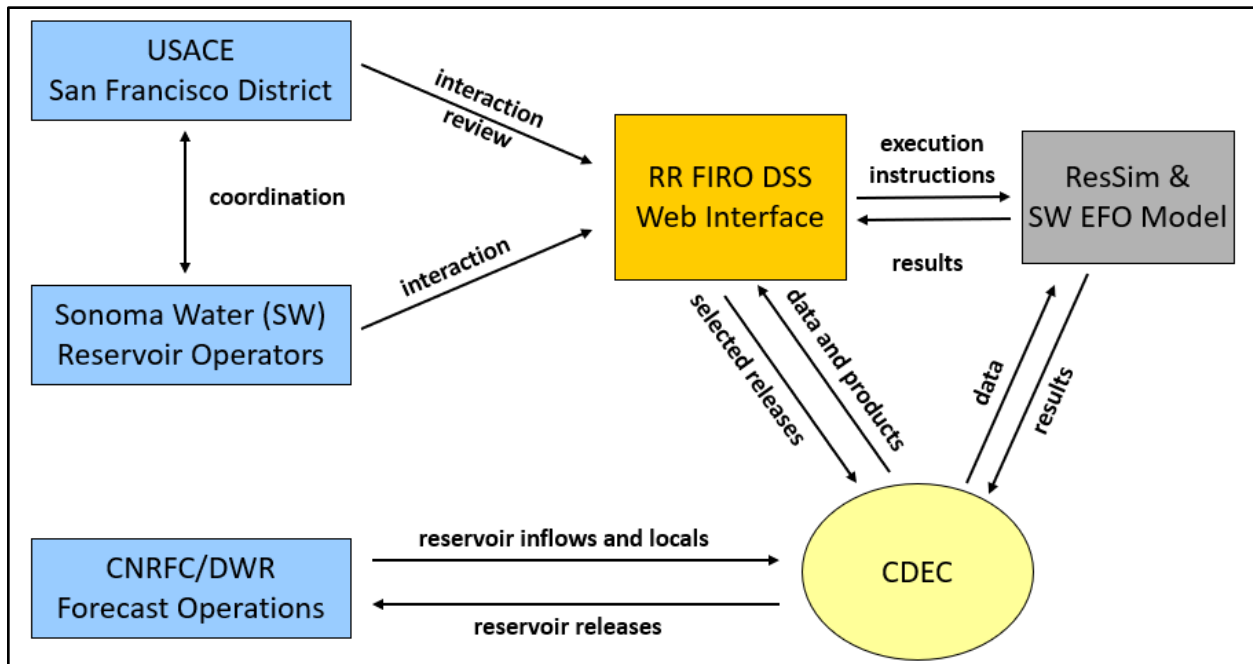 USACE
San Francisco District
interaction
review
coordination
Sonoma Water (SW)
Reservoir Operators
interaction
RR FIRO DSS
Web Interface
execution
instructions
results
ResSim &
SW EFO Model
selected releases
data and products
data
results
CNRFC/DWR
Forecast Operations
reservoir inflows and locals
reservoir releases
CDEC